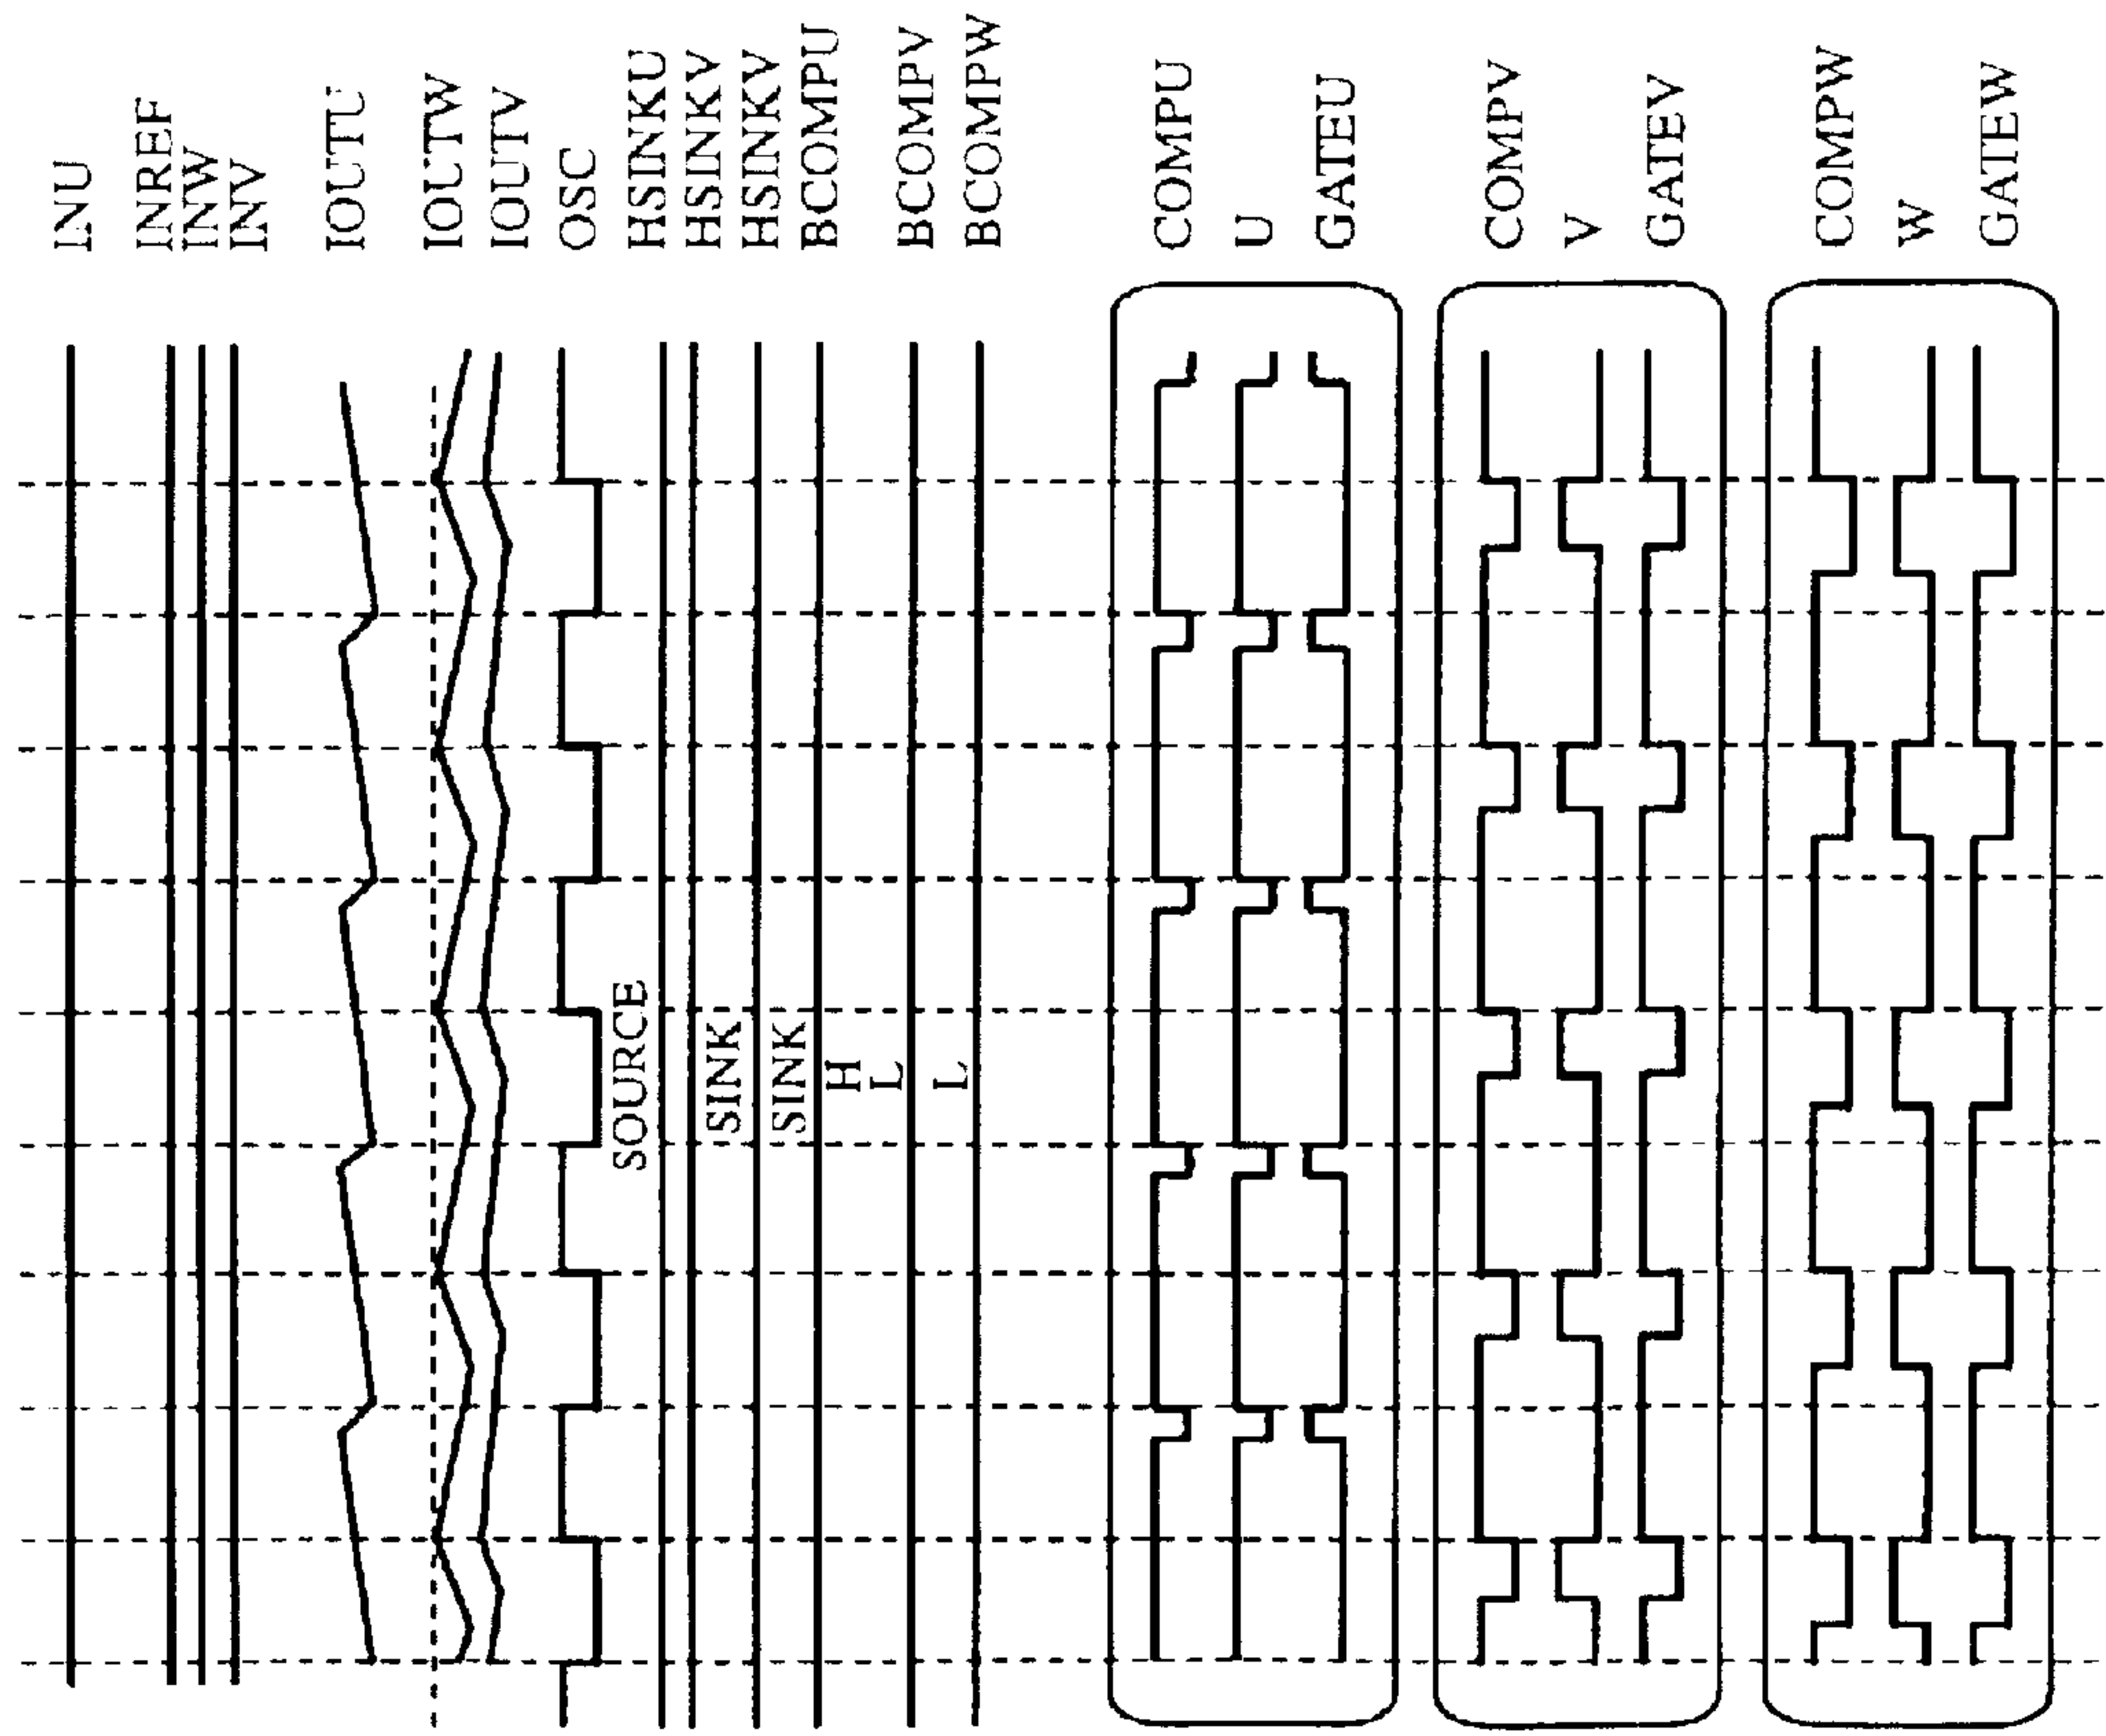 INU
INREF
INW
INV
IOUTU
IOUTW
IOUTV
OSC
HSINKU
HSINKV
HSINKV
BCOMPU
BCOMPV
BCOMPW
COMPU
U
GATEU
COMPV
V
GATEV
COMPW
W
GATEW
SOURCE
SINK
SINK
H
L
L